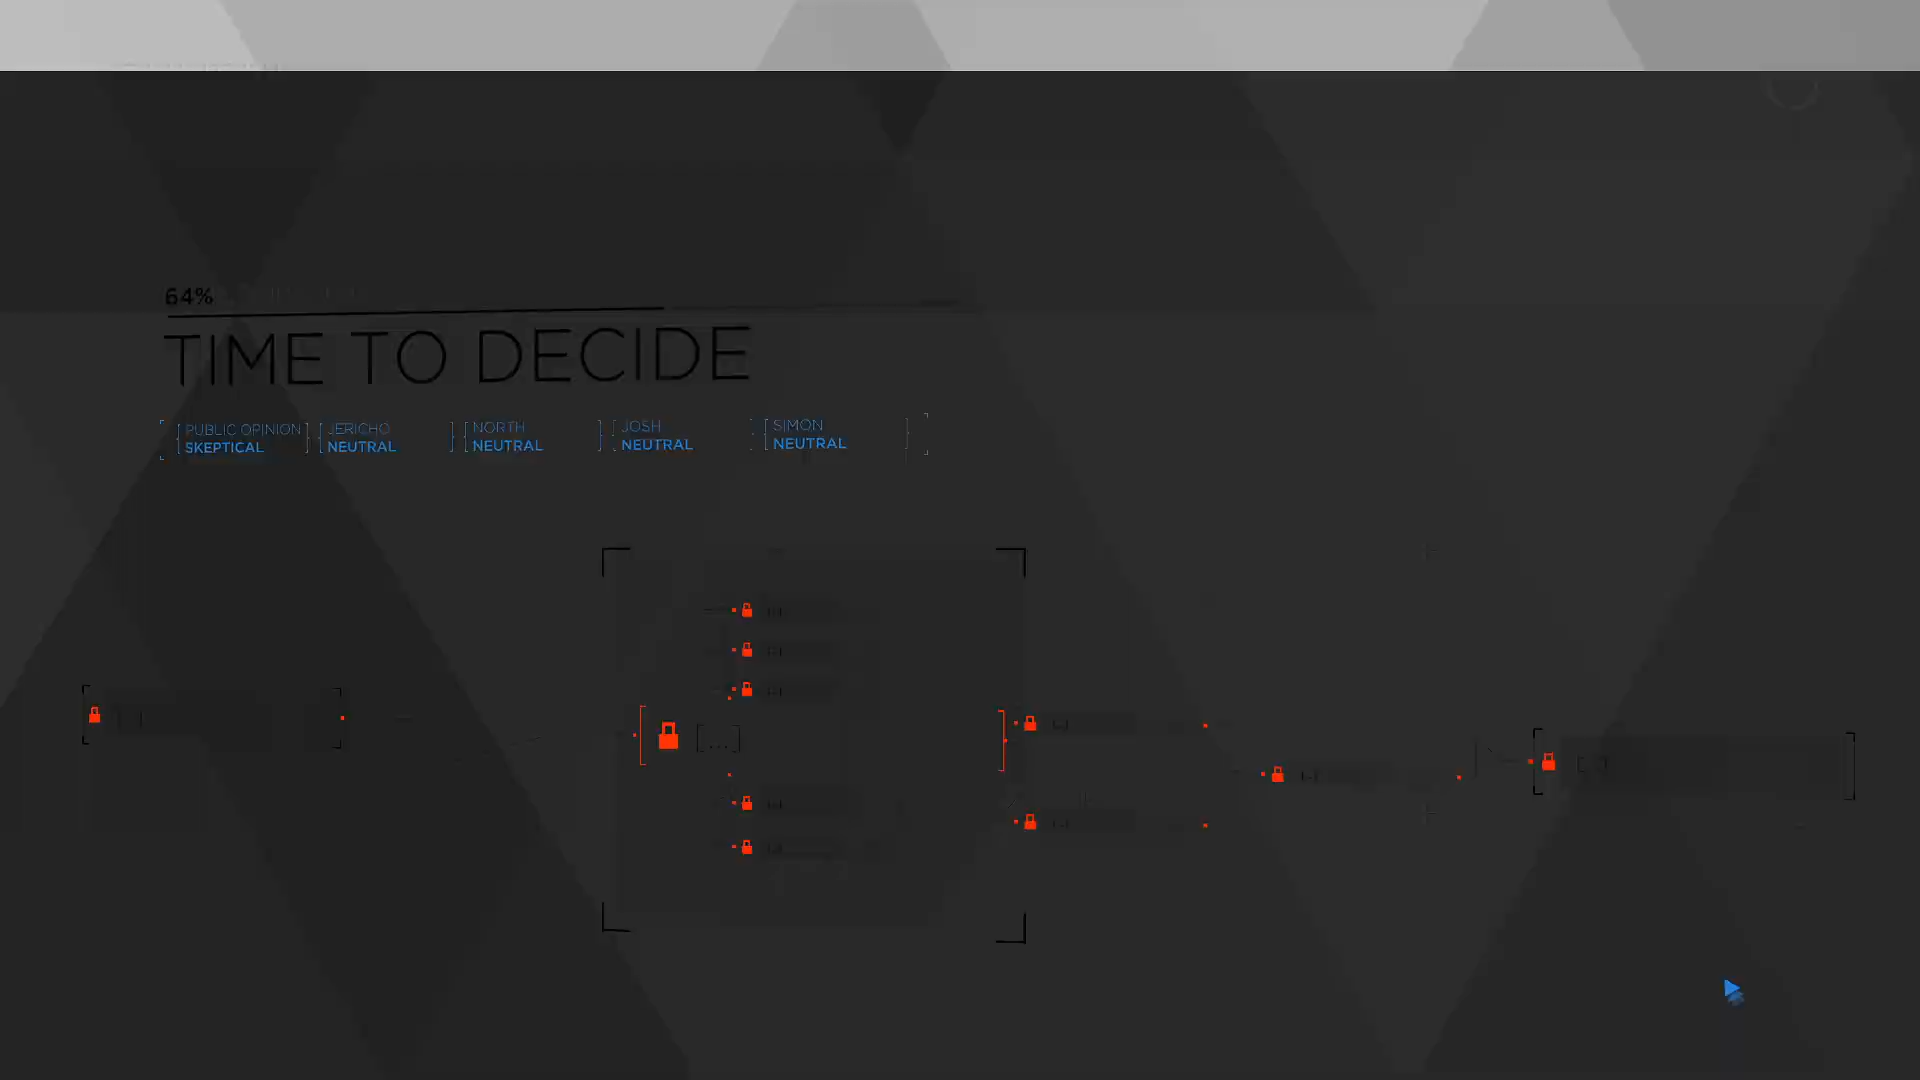 64%
TIME TO DECIDE
PUBLIC OPINION JERICHO NORTH JOSH SIMON
SKEPTICAL NEUTRAL NEUTRAL NEUTRAL NEUTRAL
[...]